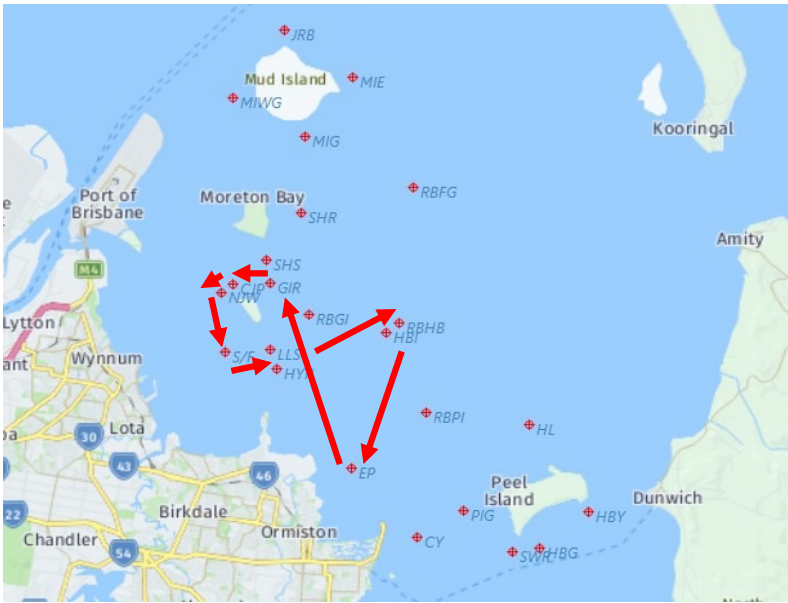 JRB
Mud Island
MIE
MIWG
MIG
Kooringal
Port of
Brisbane
Moreton Bay
RBFG
SHR
Amity
M4
SHS
CJP
GIR
NJW
RBGI
RBHB
HBI
Lytton
Wynnum
S/F
LLS
RBPI
HL
30
Lota
43
46
EP
Peel
Island
Dunwich
22
Birkdale
PIG
HBY
Chandler
54
Ormiston
CY
SWR
HBG